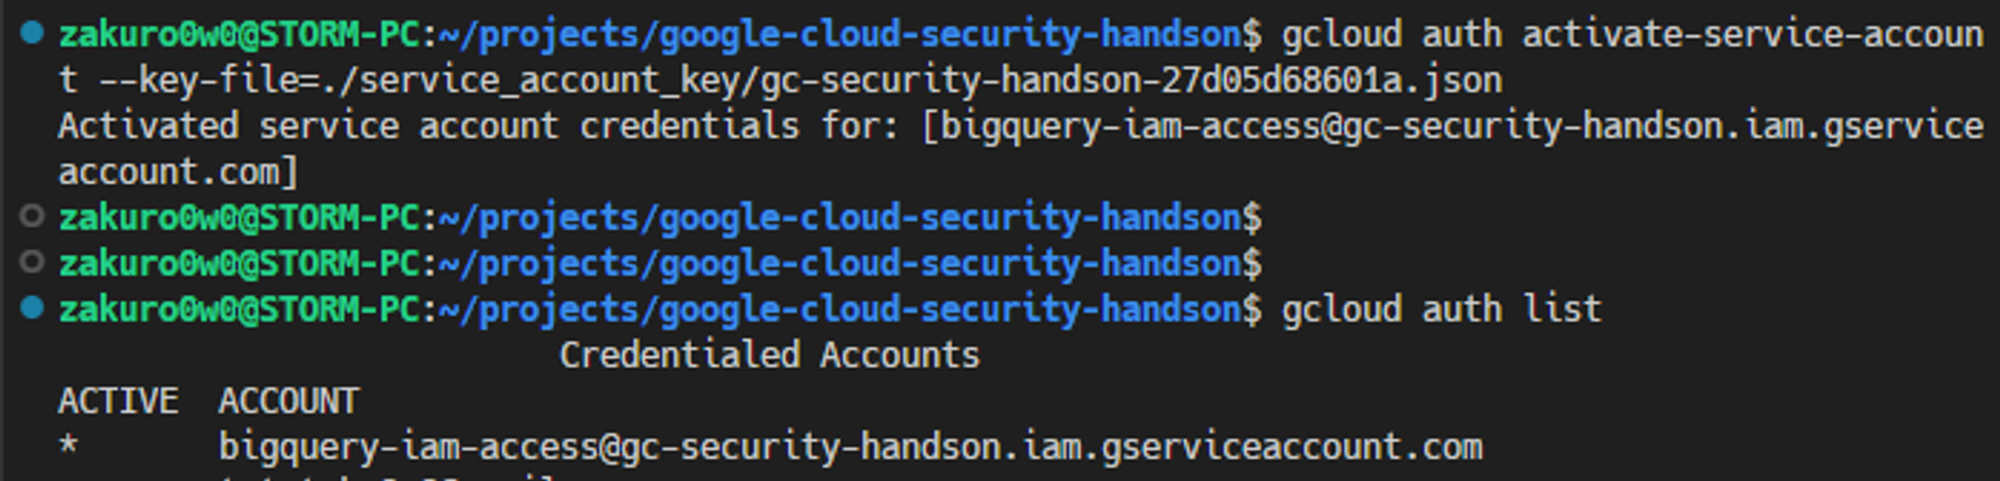 zakuro0w0@STORM-PC:~/projects/google-cloud-security-handson$ gcloud auth activate-service-accoun
t --key-file=./service_account_key/gc-security-handson-27d05d68601a.json
Activated service account credentials for: [bigquery-iam-access@gc-security-handson.iam.gservice
account.com]
zakuro0w0@STORM-PC:~/projects/google-cloud-security-handson$
zakuro0w0@STORM-PC:~/projects/google-cloud-security-handson$
zakuro0w0@STORM-PC:~/projects/google-cloud-security-handson$ gcloud auth list
Credentialed Accounts
ACTIVE  ACCOUNT
*       bigquery-iam-access@gc-security-handson.iam.gserviceaccount.com